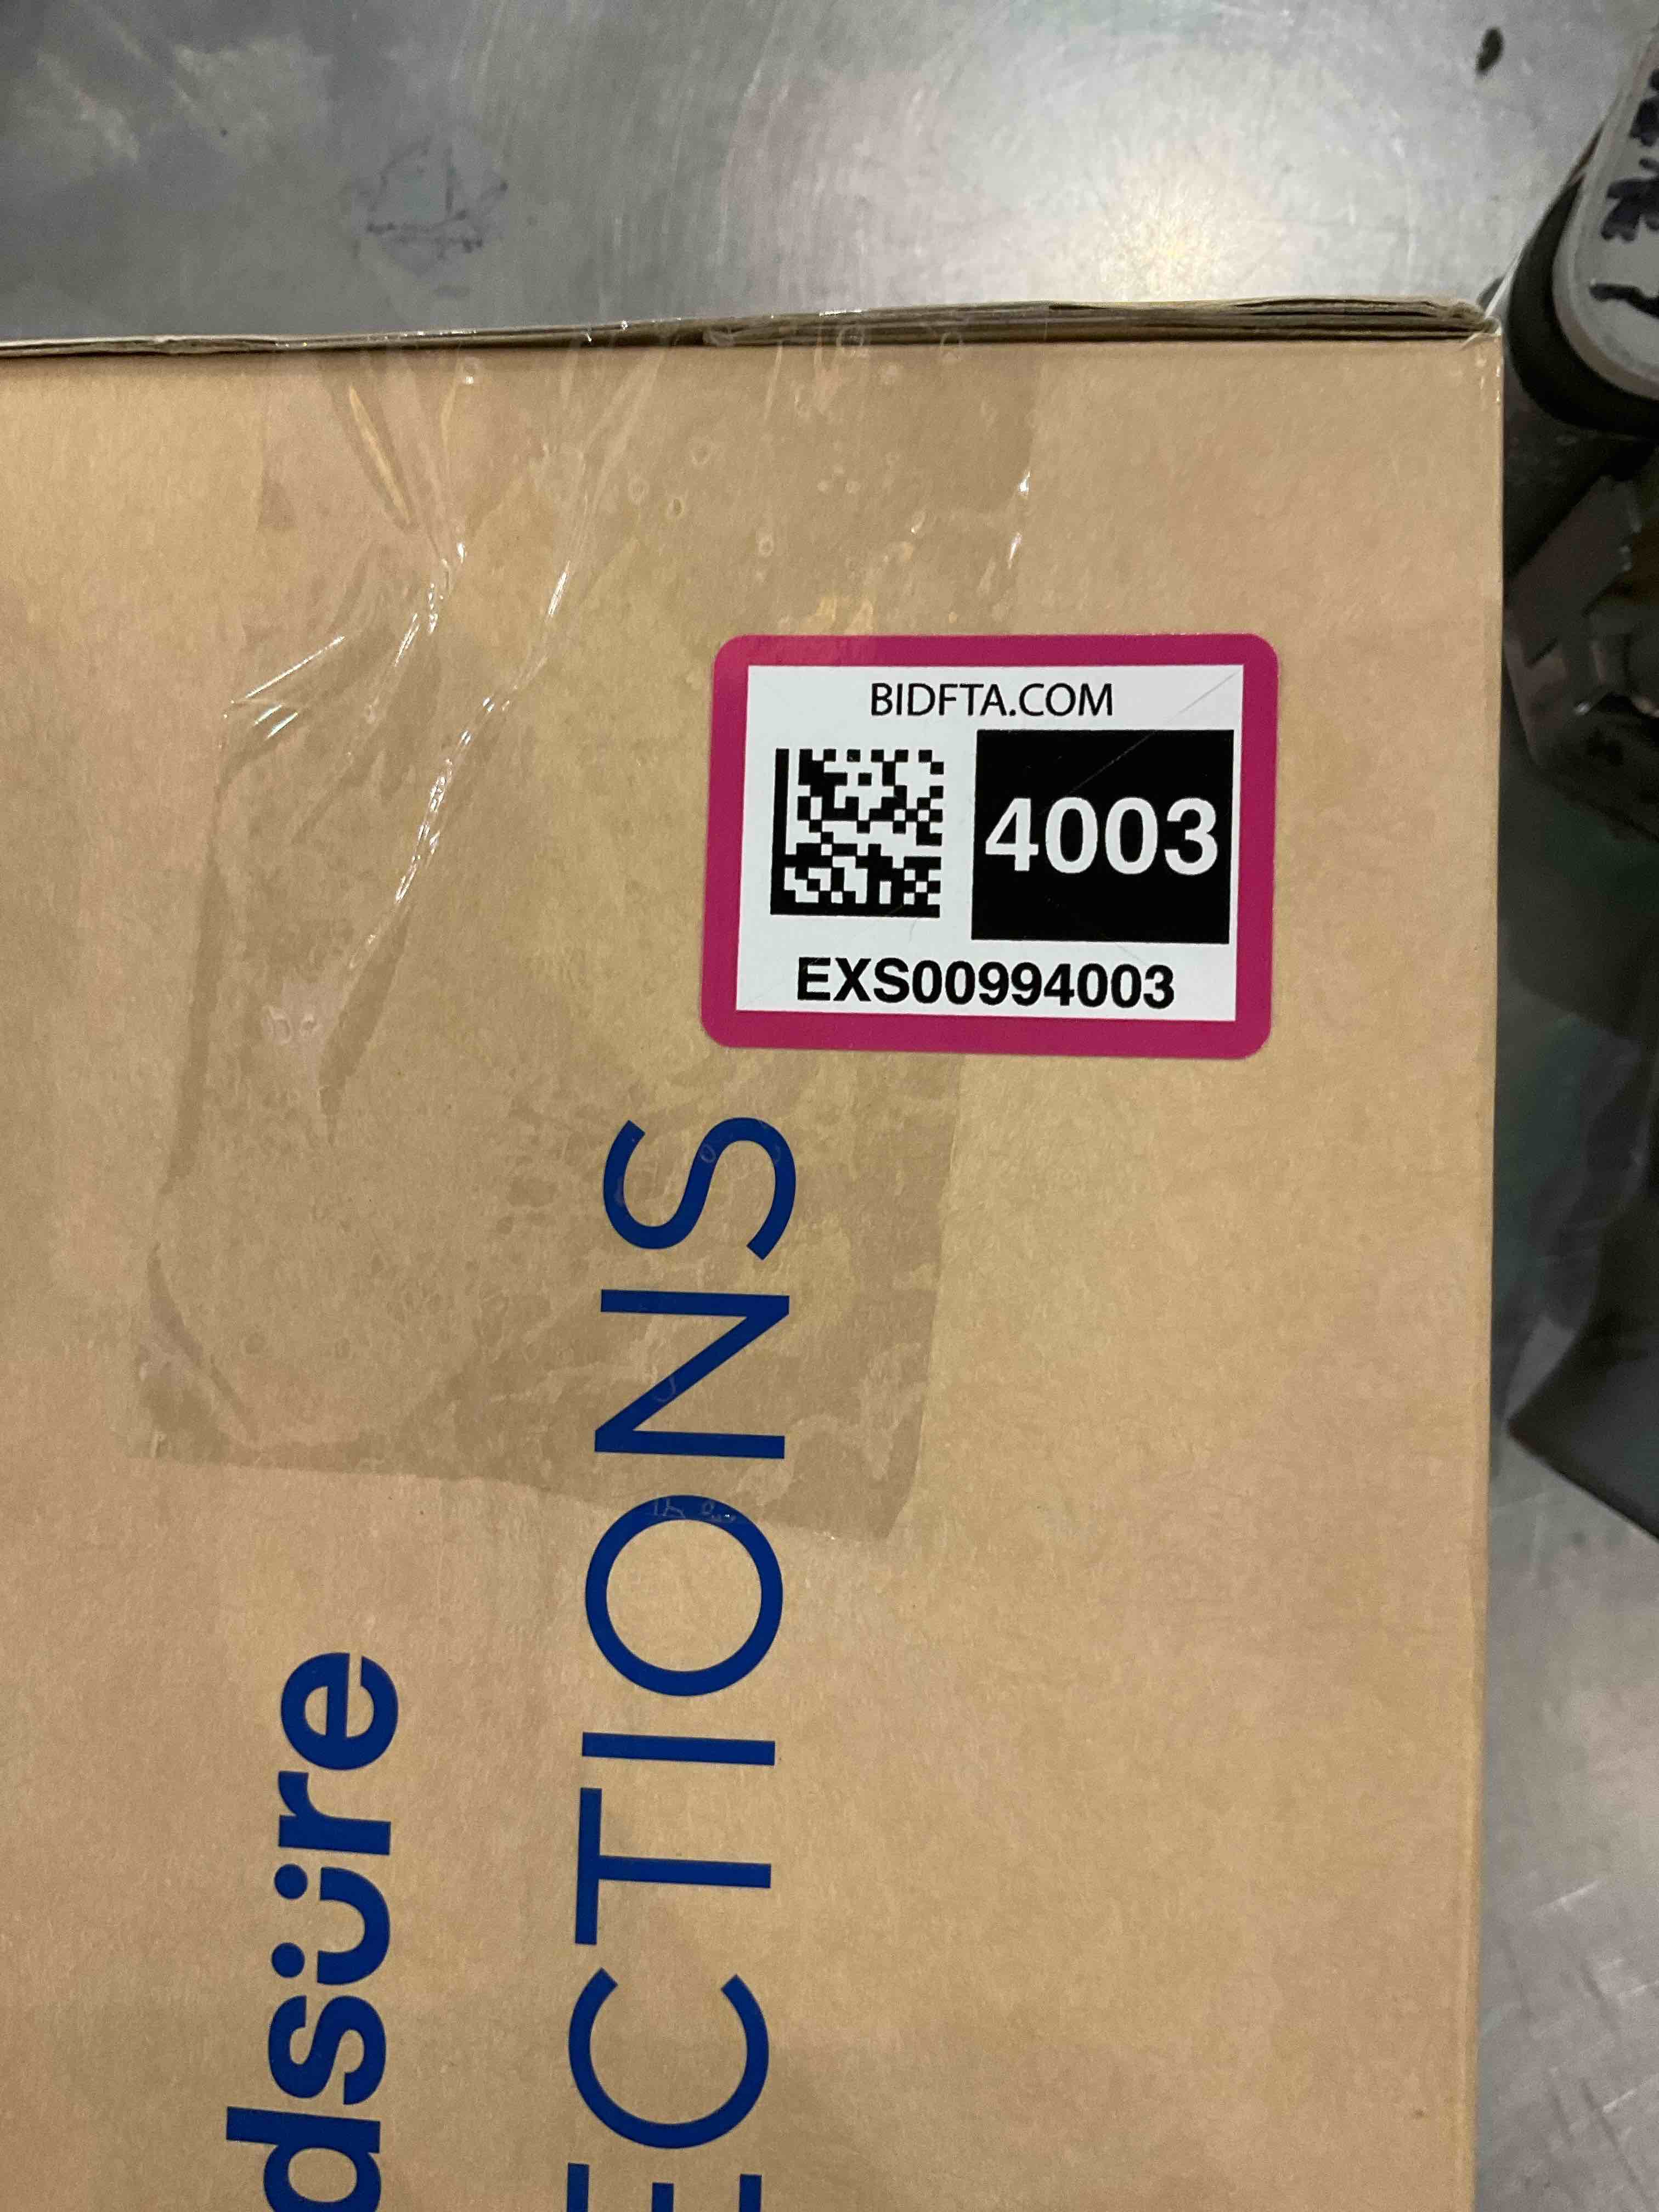 BIDFTA.COM
4003
EXS00994003
dsüre
ECTIONS